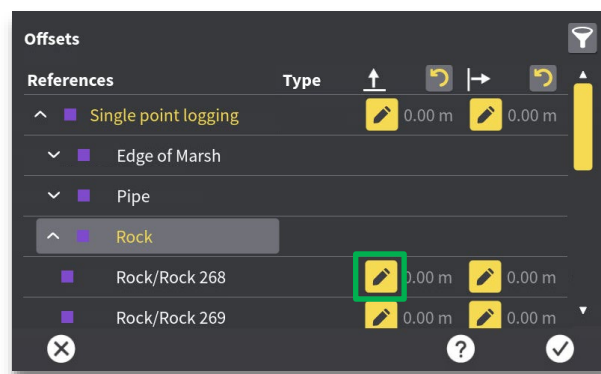 Offsets
References Type
Single point logging 0.00 m 0.00 m
Edge of Marsh
Pipe
Rock
Rock/Rock 268 0.00 m 0.00 m
Rock/Rock 269 0.00 m 0.00 m
?